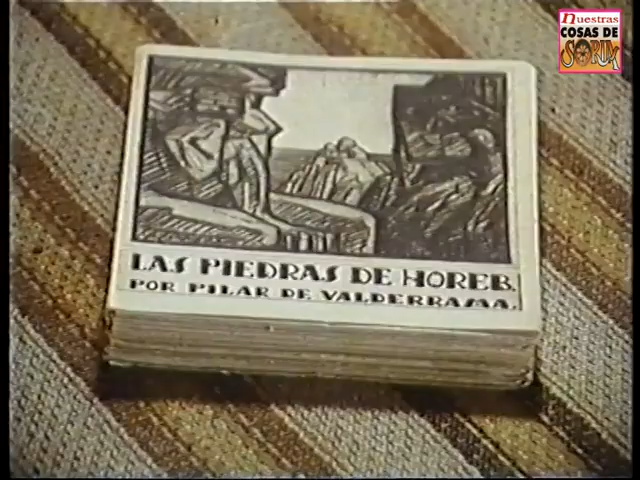 Nuestras
COSAS DE
SORIA
LAS PIEDRAS DE HOREB.
POR PILAR DE VALDERRAMA.